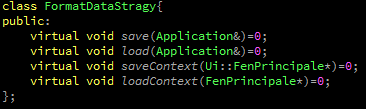 class FormatDataStragy{
public:
    virtual void save(Application&)=0;
    virtual void load(Application&)=0;
    virtual void saveContext(Ui::FenPrincipale*)=0;
    virtual void loadContext(FenPrincipale*)=0;
};